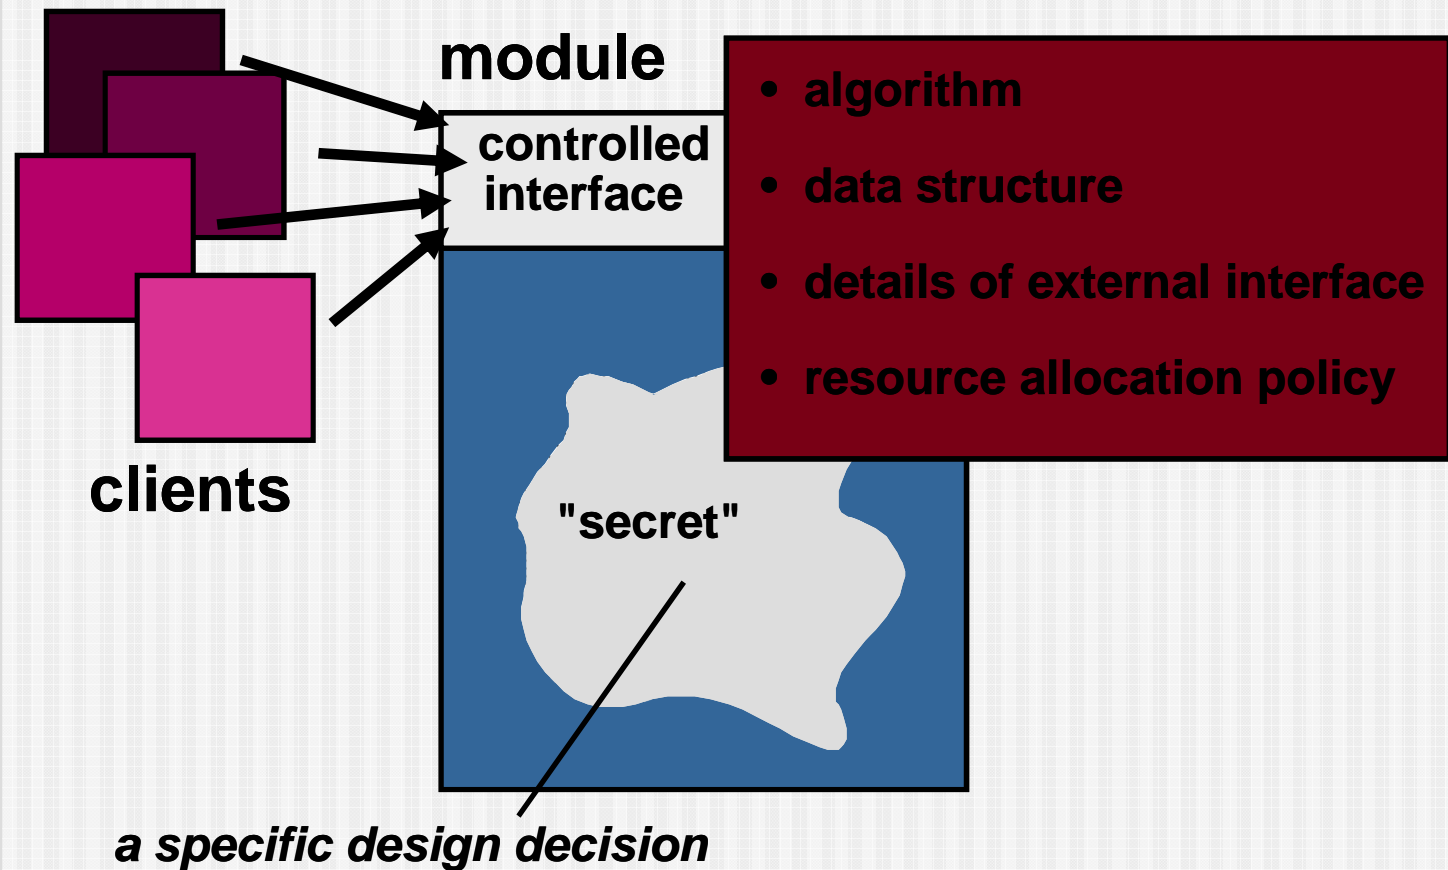 module
controlled
interface
• algorithm
• data structure
• details of external interface
• resource allocation policy
clients
"secret"
a specific design decision